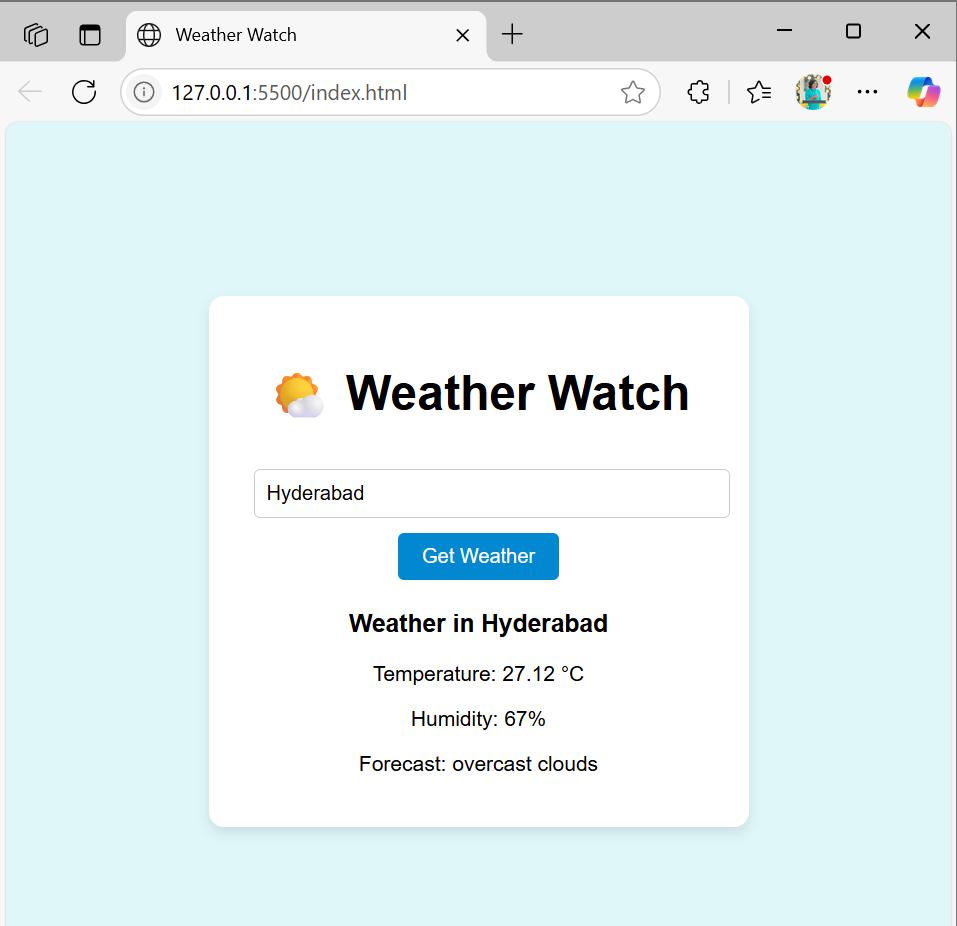 Weather Watch
127.0.0.1:5500/index.html
Weather Watch
Hyderabad
Get Weather
Weather in Hyderabad
Temperature: 27.12 °C
Humidity: 67%
Forecast: overcast clouds